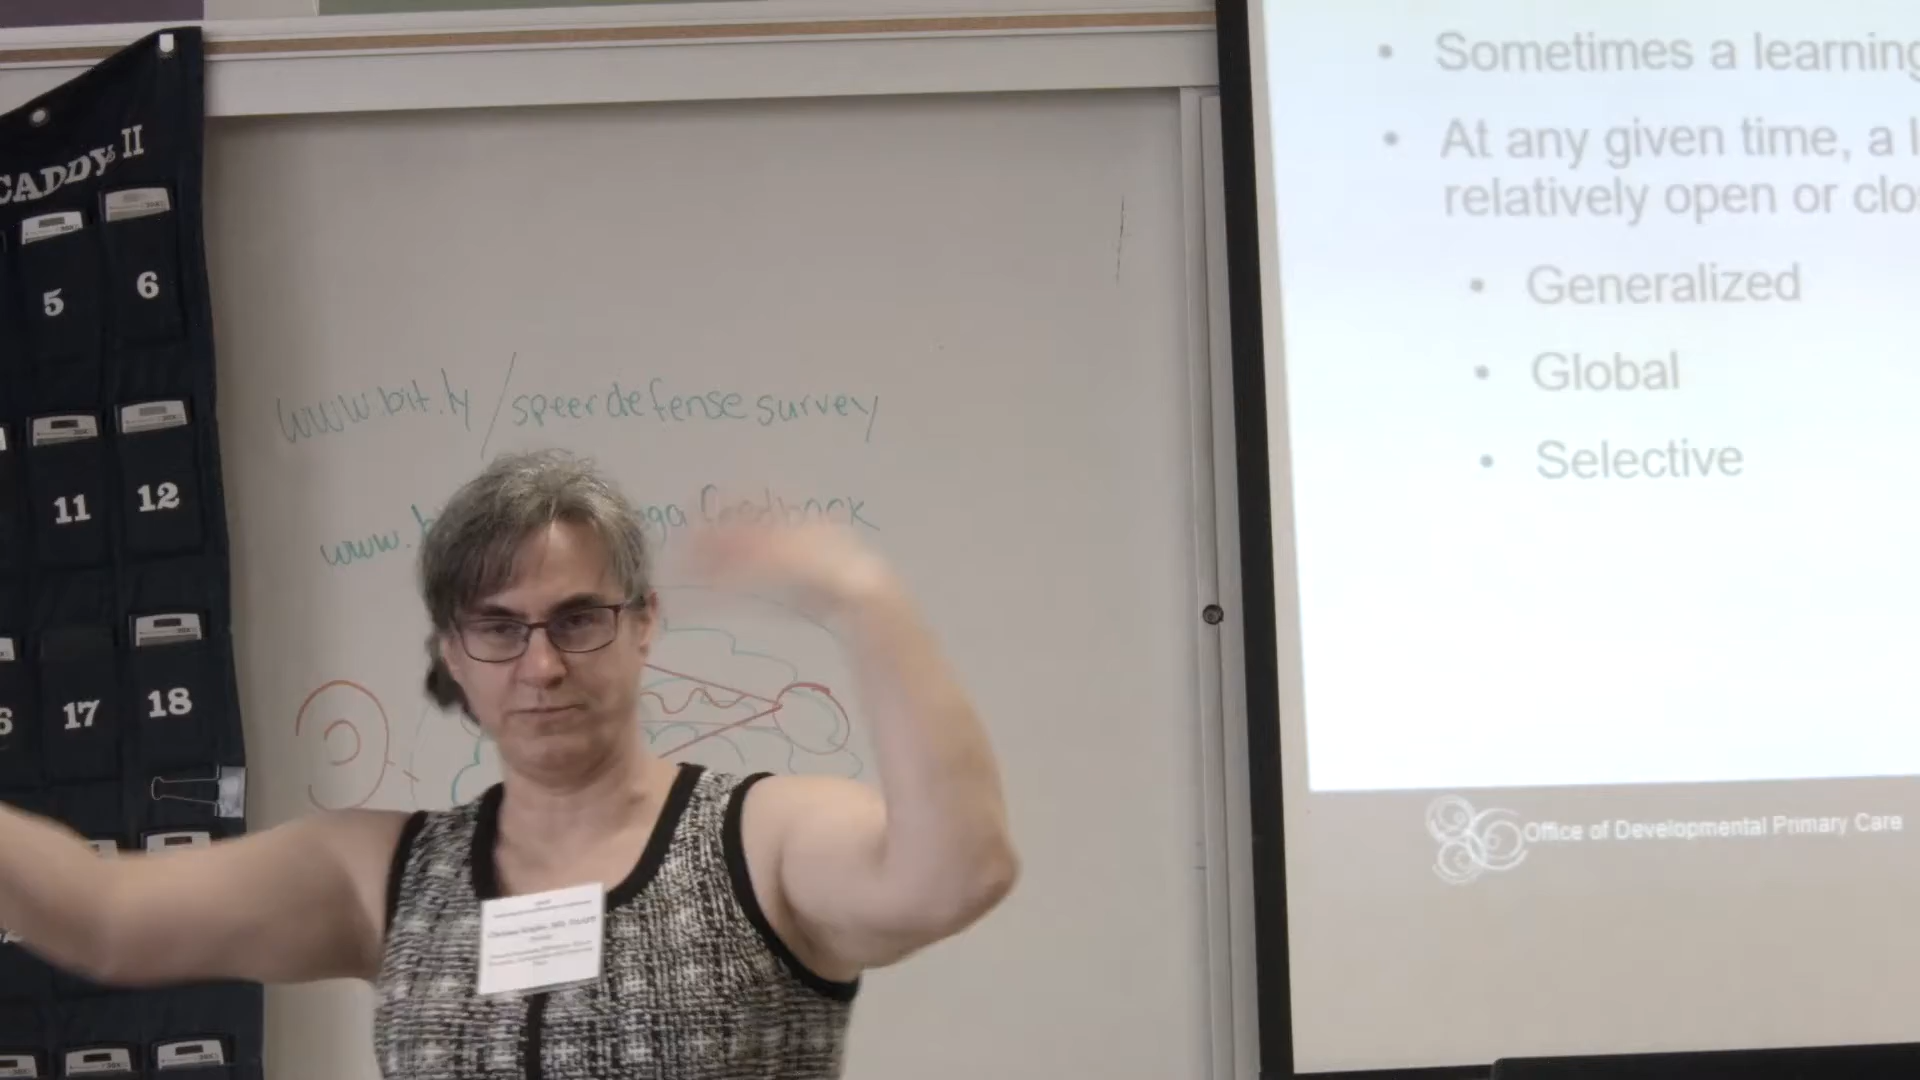 CADDY II
5
6
11
12
6
17
18
www.bit.ly/speerdefensesurvey
www.
feedback
• Sometimes a learning
• At any given time, a l
relatively open or clo
• Generalized
• Global
• Selective
Office of Developmental Primary Care